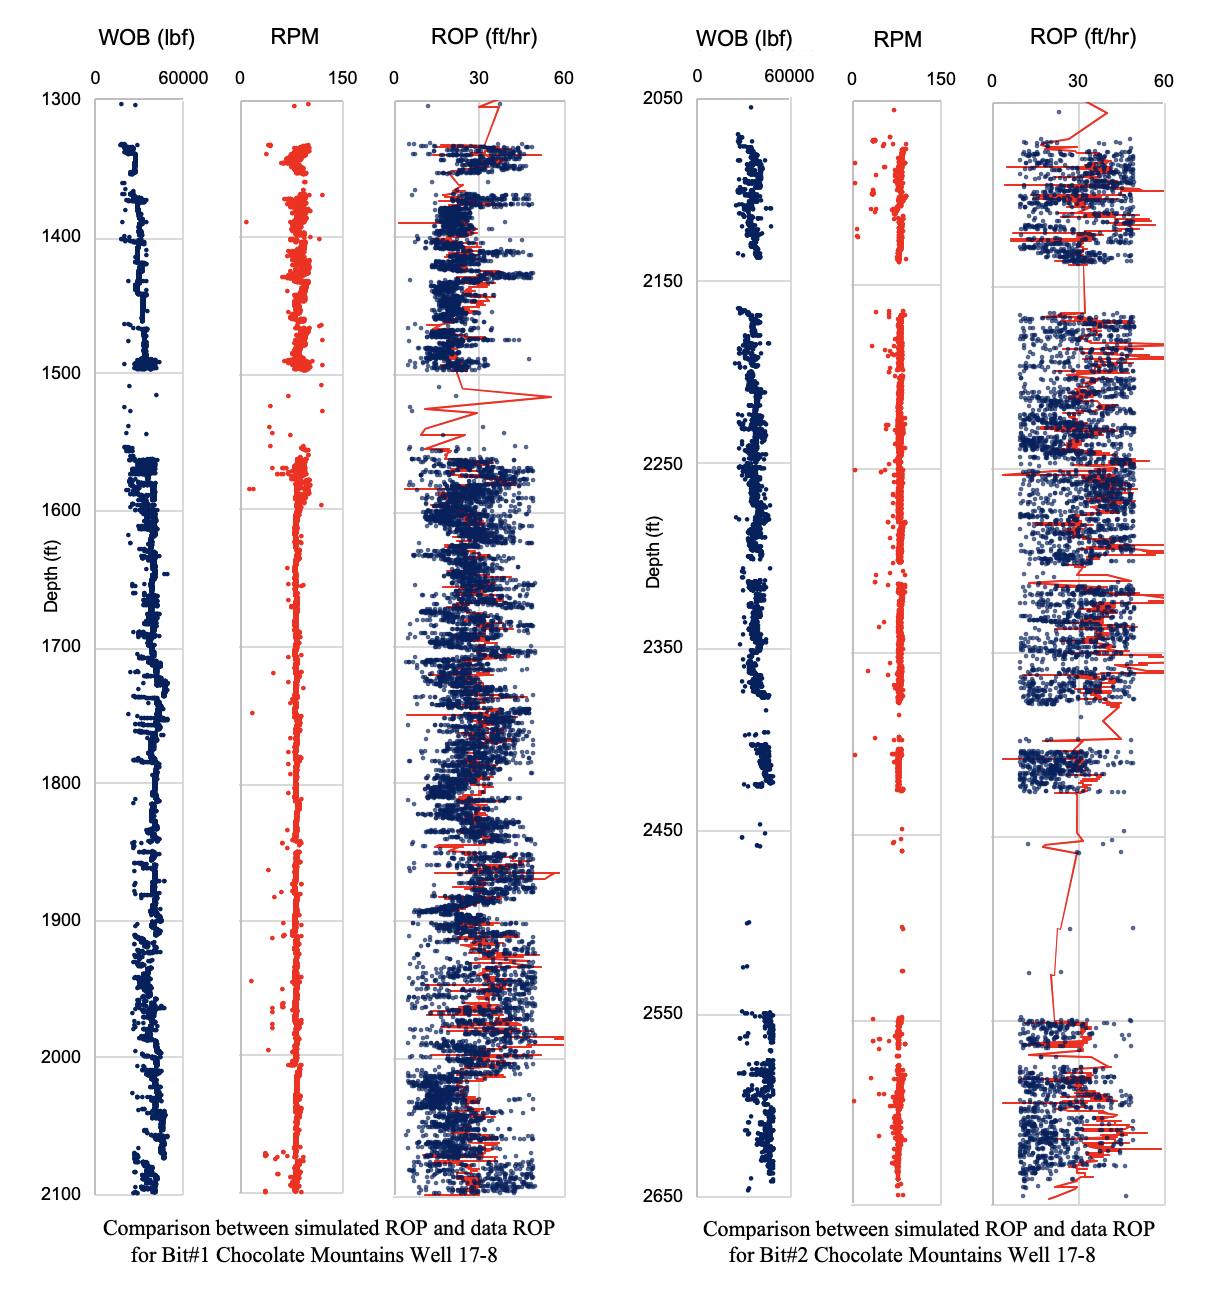 WOB (lbf) RPM ROP (ft/hr)
0 60000 0 150 0 30 60
1300
1400
1500
1600
Depth (ft)
1700
1800
1900
2000
2100
Comparison between simulated ROP and data ROP
for Bit#1 Chocolate Mountains Well 17-8
WOB (lbf) RPM ROP (ft/hr)
0 60000 0 150 0 30 60
2050
2150
2250
Depth (ft)
2350
2450
2550
2650
Comparison between simulated ROP and data ROP
for Bit#2 Chocolate Mountains Well 17-8